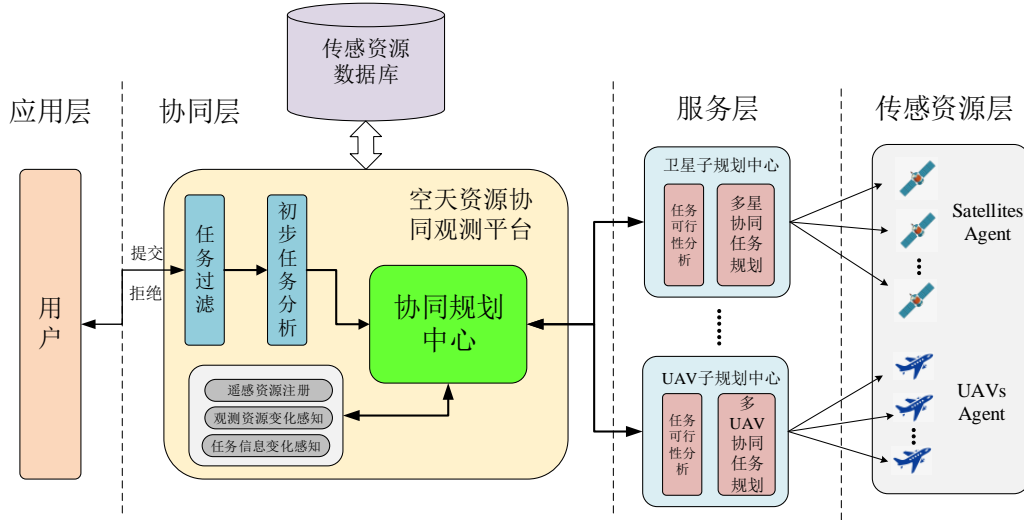 传感资源
数据库
应用层
协同层
服务层
传感资源层
用
户
提交
拒绝
空天资源协
同观测平台
任
务
过
滤
初
步
任
务
分
析
协同规划
中心
遥感资源注册
观测资源变化感知
任务信息变化感知
卫星子规划中心
任务
可行
性分
析
多星
协同
任务
规划
UAV子规划中心
任务
可行
性分
析
多
UAV
协同
任务
规划
Satellites
Agent
UAVs
Agent